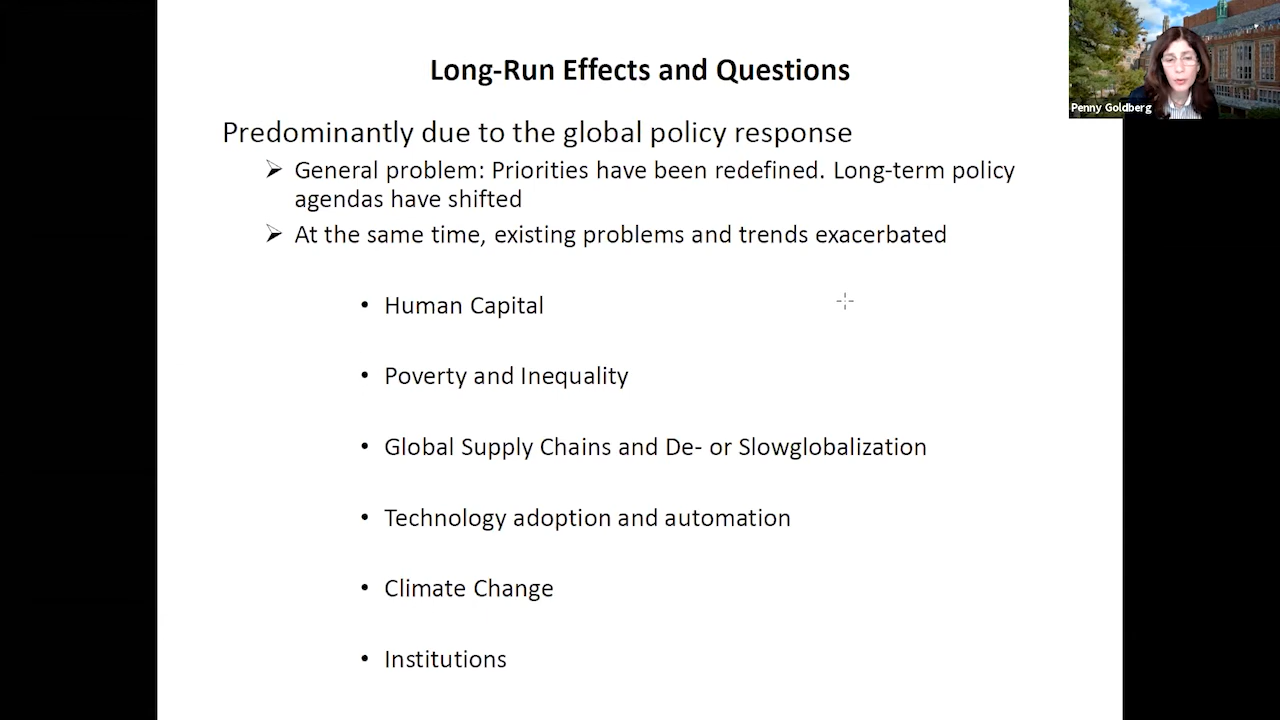 Long-Run Effects and Questions
Penny Goldberg
Predominantly due to the global policy response
➢ General problem: Priorities have been redefined. Long-term policy
agendas have shifted
➢ At the same time, existing problems and trends exacerbated
• Human Capital
• Poverty and Inequality
• Global Supply Chains and De- or Slowglobalization
• Technology adoption and automation
• Climate Change
• Institutions